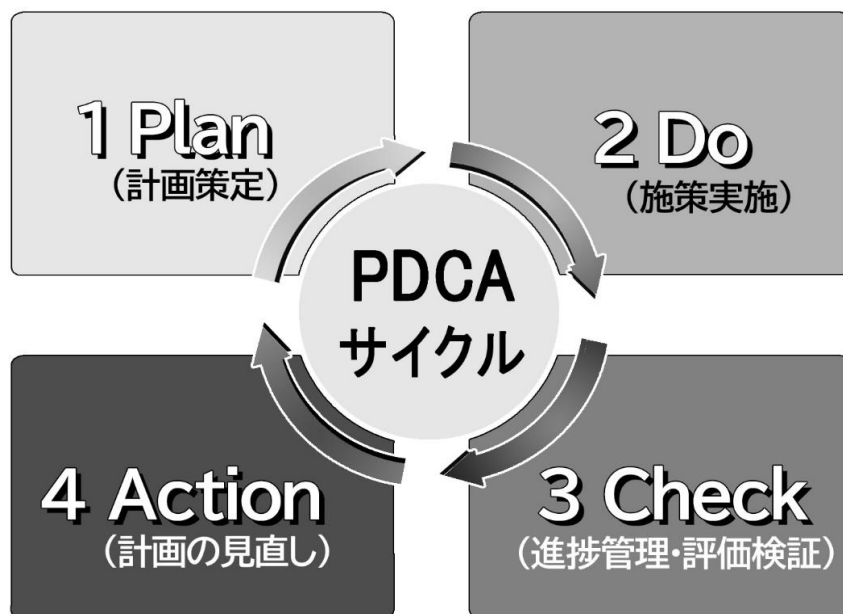 1 Plan
(計画策定)
2 Do
(施策実施)
PDCA
サイクル
4 Action
(計画の見直し)
3 Check
(進捗管理・評価検証)